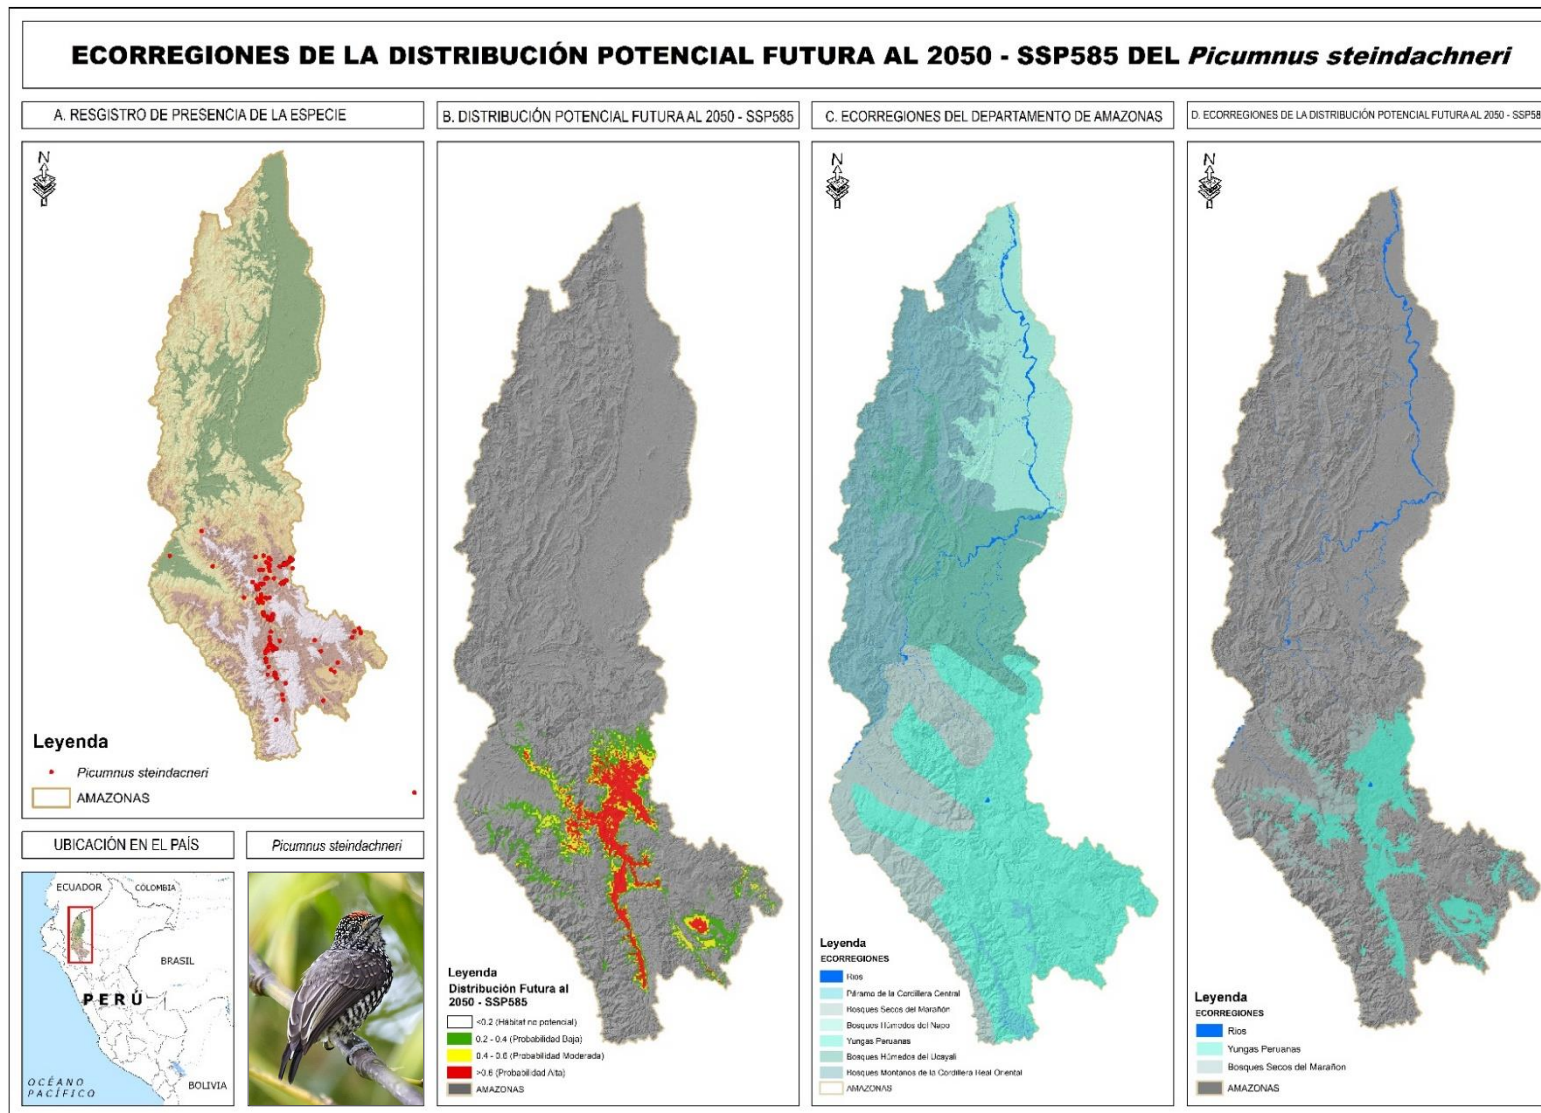 ECORREGIONES DE LA DISTRIBUCIÓN POTENCIAL FUTURA AL 2050 - SSP585 DEL Picumnus steindachneri
A. RESGISTRO DE PRESENCIA DE LA ESPECIE
B. DISTRIBUCIÓN POTENCIAL FUTURA AL 2050 - SSP585
C. ECORREGIONES DEL DEPARTAMENTO DE AMAZONAS
D. ECORREGIONES DE LA DISTRIBUCIÓN POTENCIAL FUTURA AL 2050 - SSP58
N
Leyenda
Picumnus steindacneri
AMAZONAS
UBICACIÓN EN EL PAÍS
Picumnus steindachneri
ECUADOR
COLOMBIA
BRASIL
PERÚ
BOLIVIA
OCÉANO
PACÍFICO
Leyenda
Distribución Futura al
2050 - SSP585
<0.2 (Hábitat no potencial)
0.2 - 0.4 (Probabilidad Baja)
0.4 - 0.6 (Probabilidad Moderada)
>0.6 (Probabilidad Alta)
AMAZONAS
N
Leyenda
ECORREGIONES
Rios
Páramo de la Cordillera Central
Bosques Secos del Marañón
Bosques Húmedos del Napo
Yungas Peruanas
Bosques Húmedos del Ucayali
Bosques Montanos de la Cordillera Real Oriental
AMAZONAS
N
Leyenda
ECORREGIONES
Rios
Yungas Peruanas
Bosques Secos del Marañón
AMAZONAS